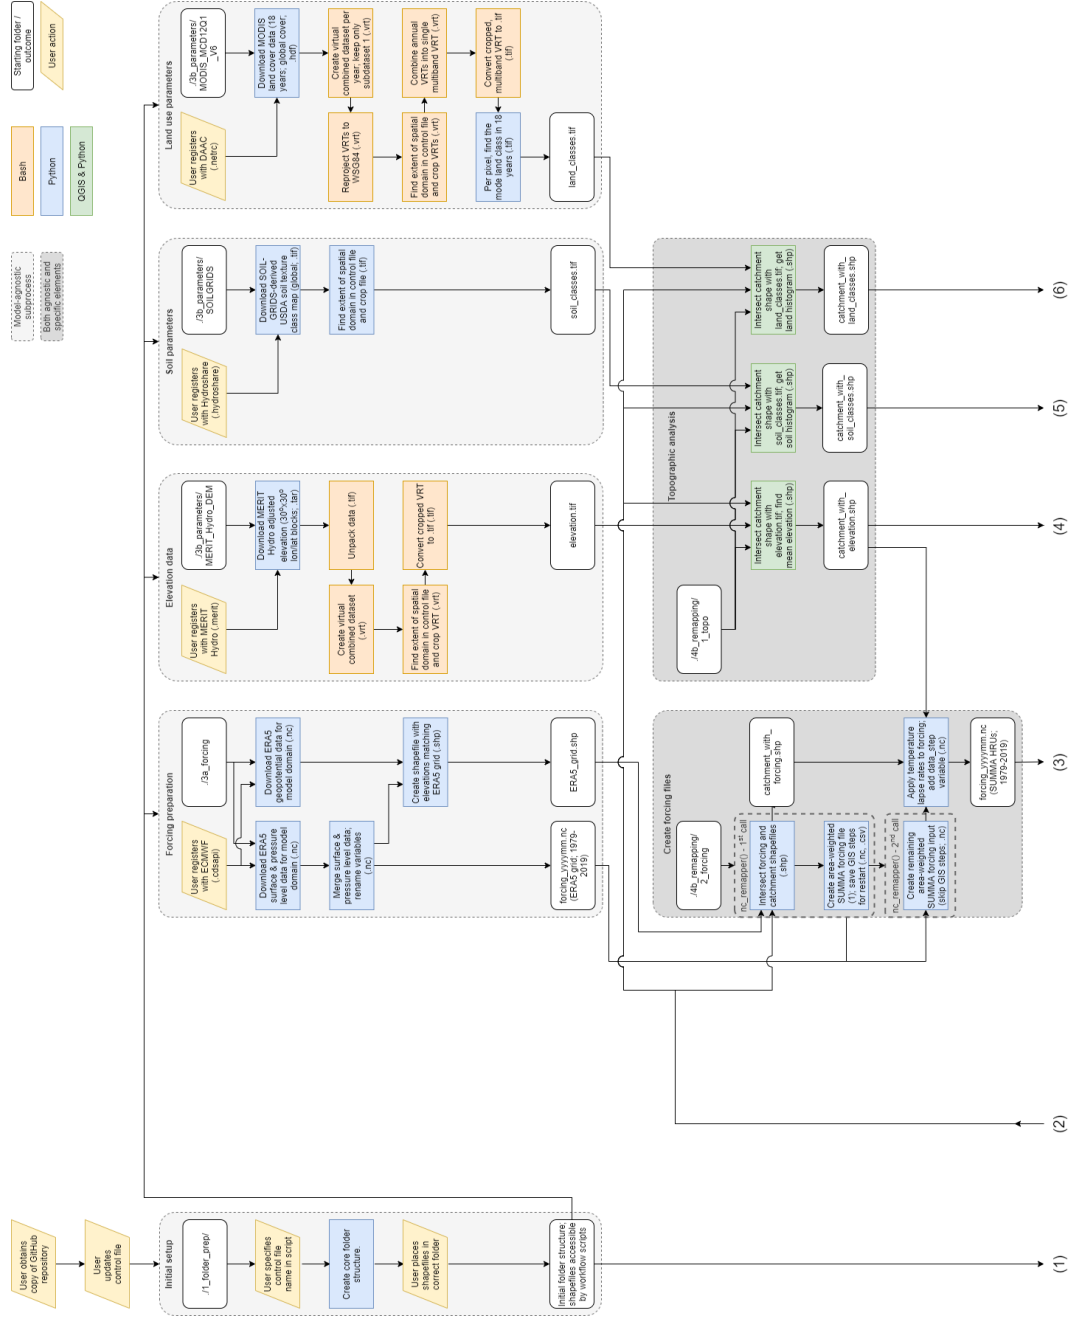 User obtains
copy of GitHub
repository
User
updates
control file
Initial setup
./1_folder_prep/
User specifies
control file
name in script
Create core folder
structure.
User places
shapefiles in
correct folder
Initial folder structure;
shapefiles accessible
by workflow scripts
(1)
(2)
Forcing preparation
User registers
with ECMWF
(.cdsapi)
./3a_forcing
Download ERA5
surface & pressure
level data for model
domain (.nc)
Download ERA5
geopotential data for
model domain (.nc)
Merge surface &
pressure level data;
rename variables
(.nc)
Create shapefile with
elevations matching
ERA5 grid (.shp)
forcing_yyyymm.nc
(ERA5 grid; 1979-
2019)
ERA5_grid.shp
Create forcing files
./4b_remapping/
2_forcing
nc_remapper() - 1st call
Intersect forcing and
catchment shapefiles
(.shp)
catchment_with_
forcing.shp
Create area-weighted
SUMMA forcing file
(1); save GIS steps
for restart (.nc, .csv)
nc_remapper() - 2nd call
Create remaining
area-weighted
SUMMA forcing input
(skip GIS steps; .nc)
Apply temperature
lapse rates to forcing;
add data_step
variable (.nc)
forcing_yyyymm.nc
(SUMMA HRUs;
1979-2019)
(3)
Elevation data
User registers
with MERIT
Hydro (.merit)
./3b_parameters/
MERIT_Hydro_DEM
Download MERIT
Hydro adjusted
elevation (30ºx30º
lon/lat blocks; .tar)
Unpack data (.tif)
Create virtual
combined dataset
(.vrt)
Find extent of spatial
domain in control file
and crop VRT (.vrt)
Convert cropped VRT
to .tif (.tif)
elevation.tif
Topographic analysis
./4b_remapping/
1_topo
Intersect catchment
shape with
elevation.tif; find
mean elevation (.shp)
catchment_with_
elevation.shp
(4)
Soil parameters
User registers
with Hydroshare
(.hydroshare)
./3b_parameters/
SOILGRIDS
Download SOIL-
GRIDS-derived
USDA soil texture
class map (global; .tif)
Find extent of spatial
domain in control file
and crop file (.tif)
soil_classes.tif
Intersect catchment
shape with
soil_classes.tif; get
soil histogram (.shp)
catchment_with_
soil_classes.shp
(5)
Land use parameters
User registers
with DAAC
(.netrc)
./3b_parameters/
MODIS_MCD12Q1
_V6
Download MODIS
land cover data (18
years; global cover;
.hdf)
Create virtual
combined dataset per
year; keep only
subdataset 1 (.vrt)
Reproject VRTs to
WSG84 (.vrt)
Find extent of spatial
domain in control file
and crop VRTs (.vrt)
Combine annual
VRTs into single
multiband VRT (.vrt)
Convert cropped,
multiband VRT to .tif
(.tif)
Per pixel, find the
mode land class in 18
years (.tif)
land_classes.tif
Intersect catchment
shape with
land_classes.tif; get
land histogram (.shp)
catchment_with_
land_classes.shp
(6)
Model-agnostic
subprocess
Both agnostic and
specific elements
Bash
Python
QGIS & Python
Starting folder /
outcome
User action